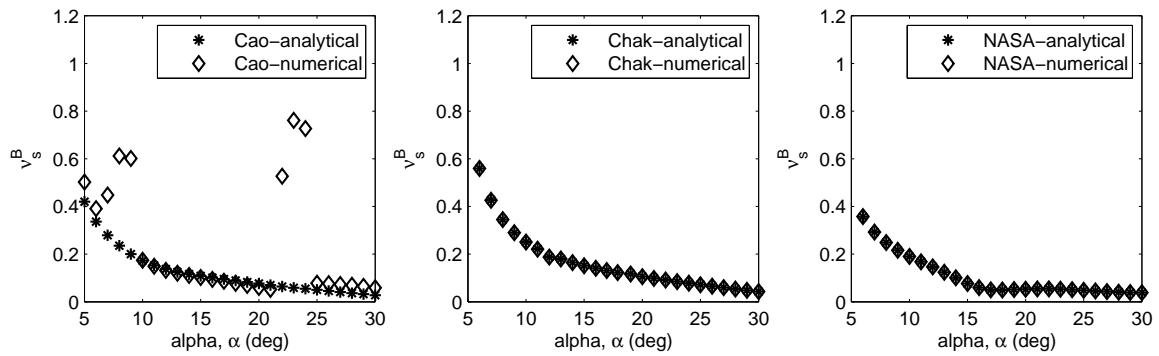 1.2
1
0.8
0.6
0.4
0.2
0
ν_s^B
5 10 15 20 25 30
alpha, α (deg)
Cao−analytical
Cao−numerical
1.2
1
0.8
0.6
0.4
0.2
0
ν_s^B
5 10 15 20 25 30
alpha, α (deg)
Chak−analytical
Chak−numerical
1.2
1
0.8
0.6
0.4
0.2
0
ν_s^B
5 10 15 20 25 30
alpha, α (deg)
NASA−analytical
NASA−numerical